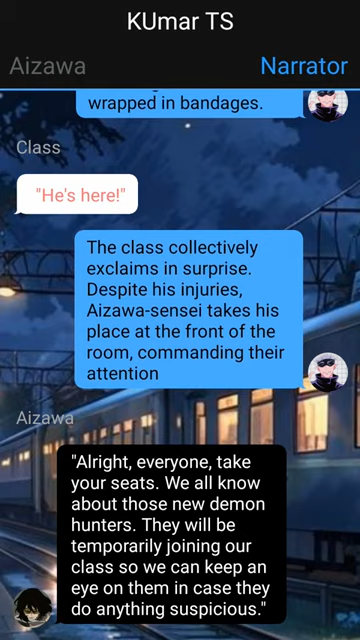 KUmar TS
Aizawa
Narrator
wrapped in bandages.
Class
"He's here!"
The class collectively
exclaims in surprise.
Despite his injuries,
Aizawa-sensei takes his
place at the front of the
room, commanding their
attention
Aizawa
"Alright, everyone, take
your seats. We all know
about those new demon
hunters. They will be
temporarily joining our
class so we can keep an
eye on them in case they
do anything suspicious."